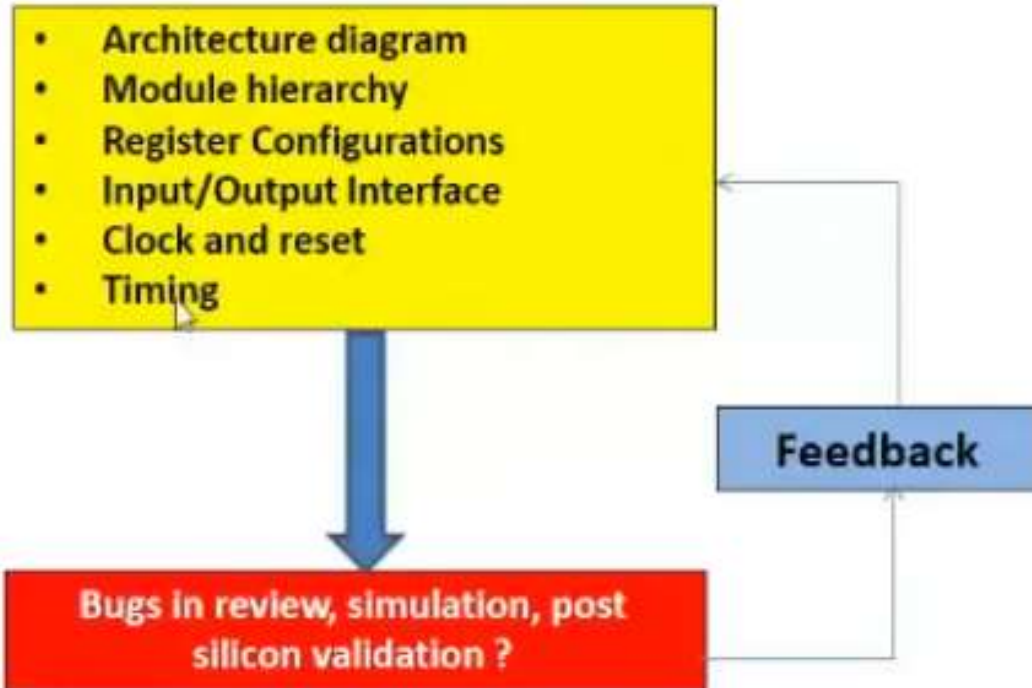 • Architecture diagram
• Module hierarchy
• Register Configurations
• Input/Output Interface
• Clock and reset
• Timing
Feedback
Bugs in review, simulation, post
silicon validation ?